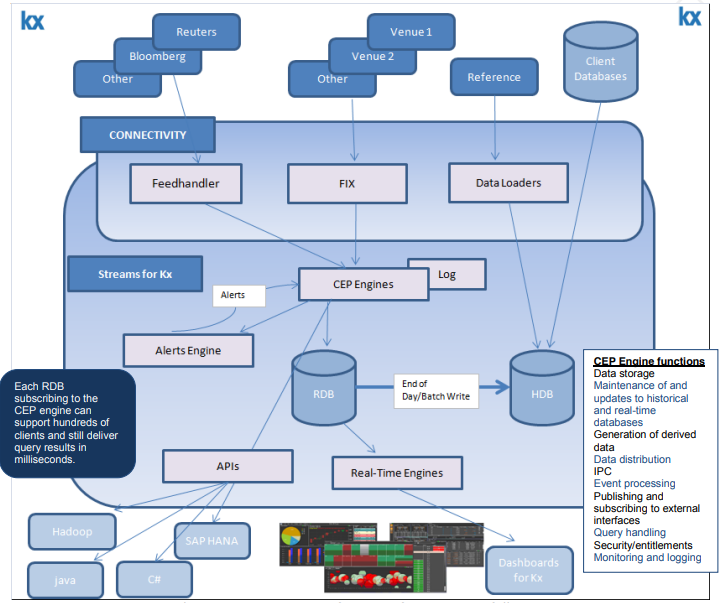 kx
kx
Reuters
Bloomberg
Other
Venue 1
Venue 2
Other
Reference
Client
Databases
CONNECTIVITY
Feedhandler
FIX
Data Loaders
Streams for Kx
Alerts
CEP Engines
Log
Alerts Engine
Each RDB
subscribing to the
CEP engine can
support hundreds of
clients and still deliver
query results in
milliseconds.
RDB
End of
Day/Batch Write
HDB
CEP Engine functions
Data storage
Maintenance of and
updates to historical
and real-time
databases
Generation of derived
data
Data distribution
IPC
Event processing
Publishing and
subscribing to external
interfaces
Query handling
Security/entitlements
Monitoring and logging
APIs
Real-Time Engines
Hadoop
SAP HANA
java
C#
Dashboards
for Kx